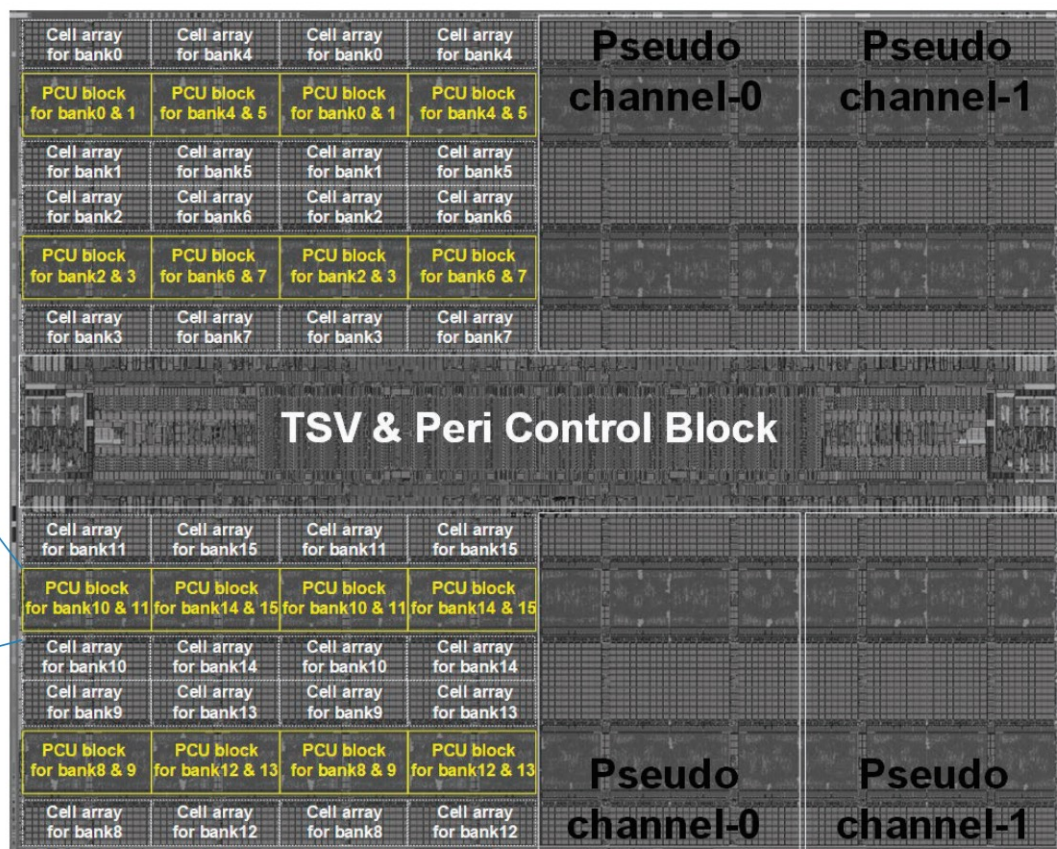 Cell array Cell array Cell array Cell array
for bank0 for bank4 for bank0 for bank4
Pseudo Pseudo
channel-0 channel-1
PCU block PCU block PCU block PCU block
for bank0 & 1 for bank4 & 5 for bank0 & 1 for bank4 & 5
Cell array Cell array Cell array Cell array
for bank1 for bank5 for bank1 for bank5
Cell array Cell array Cell array Cell array
for bank2 for bank6 for bank2 for bank6
PCU block PCU block PCU block PCU block
for bank2 & 3 for bank6 & 7 for bank2 & 3 for bank6 & 7
Cell array Cell array Cell array Cell array
for bank3 for bank7 for bank3 for bank7
TSV & Peri Control Block
Cell array Cell array Cell array Cell array
for bank11 for bank15 for bank11 for bank15
PCU block PCU block PCU block PCU block
for bank10 & 11 for bank14 & 15 for bank10 & 11 for bank14 & 15
Cell array Cell array Cell array Cell array
for bank10 for bank14 for bank10 for bank14
Cell array Cell array Cell array Cell array
for bank9 for bank13 for bank9 for bank13
PCU block PCU block PCU block PCU block
for bank8 & 9 for bank12 & 13 for bank8 & 9 for bank12 & 13
Pseudo Pseudo
channel-0 channel-1
Cell array Cell array Cell array Cell array
for bank8 for bank12 for bank8 for bank12